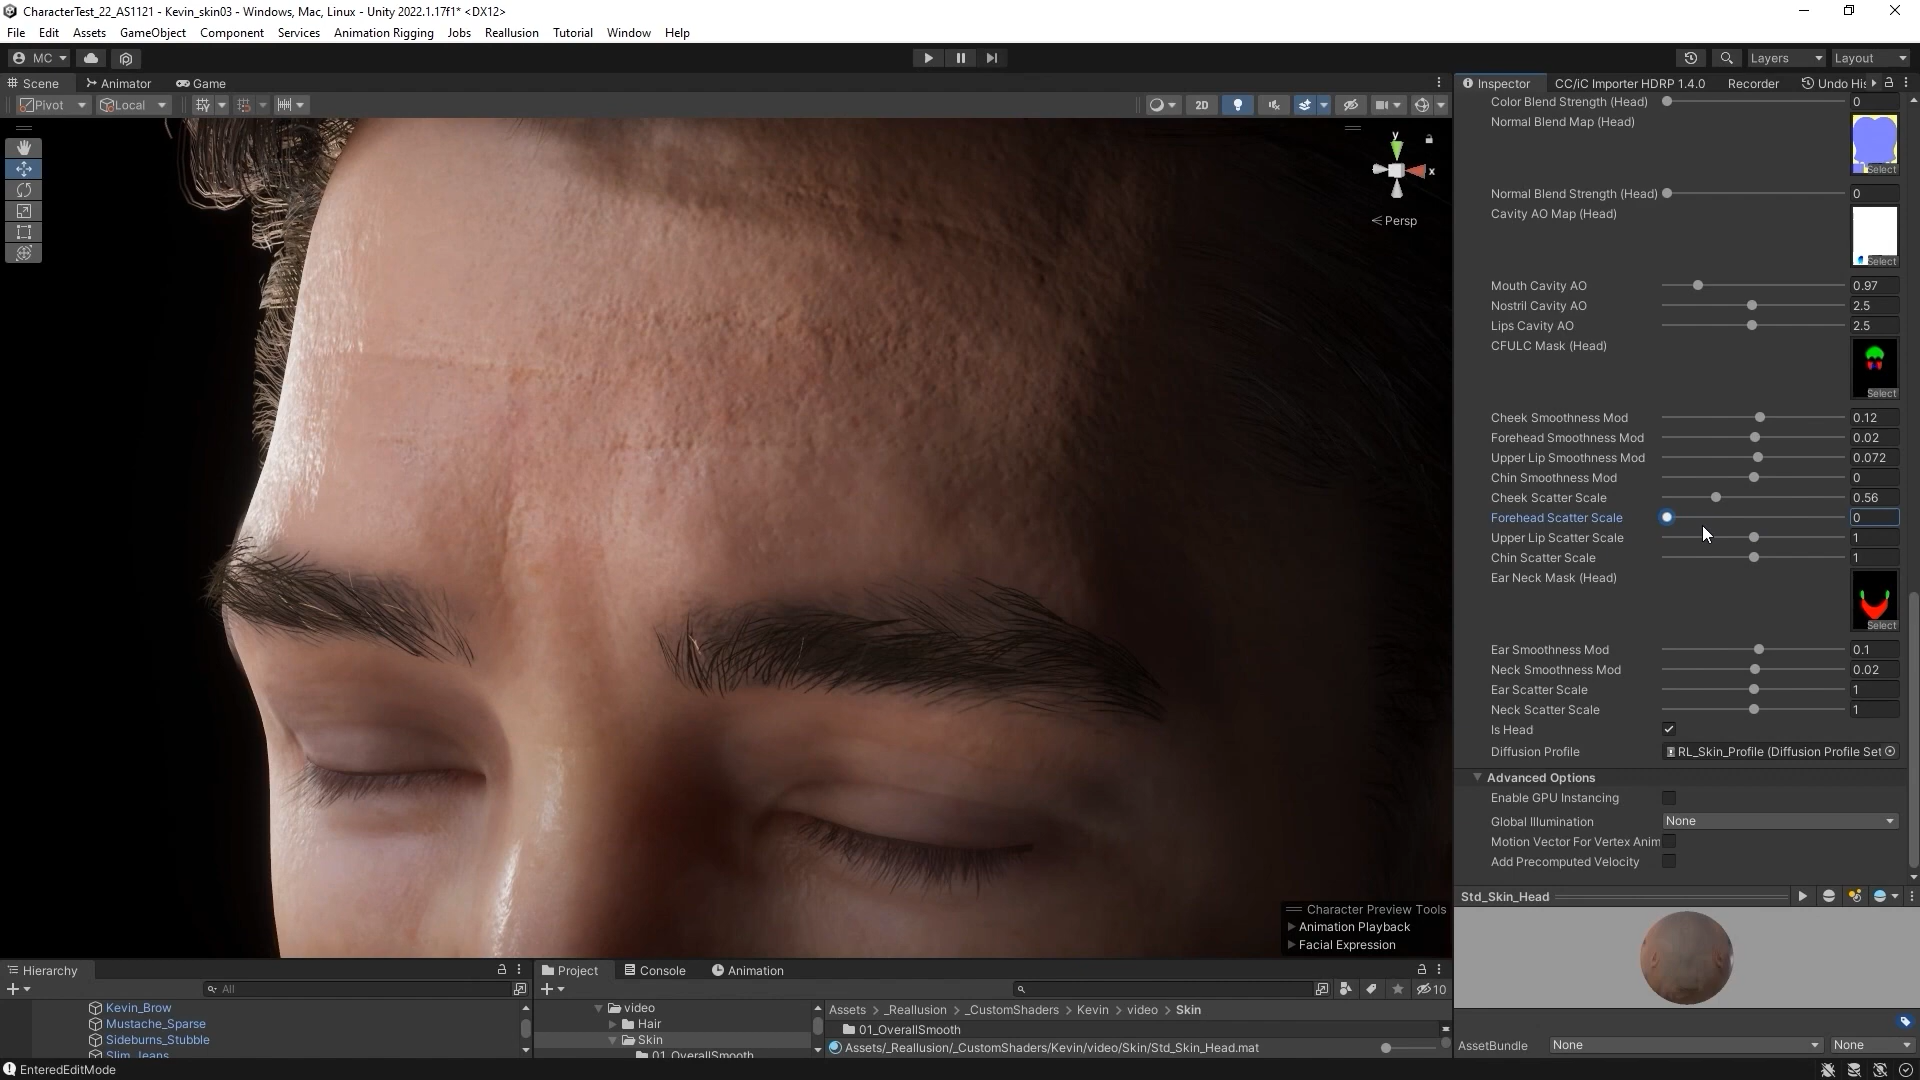 CharacterTest_22_AS1121 - Kevin_skin03 - Windows, Mac, Linux - Unity 2022.1.17f1* <DX12>
File Edit Assets GameObject Component Services Animation Rigging Jobs Reallusion Tutorial Window Help
MC Layers Layout
Scene Animator Game Inspector CC/iC Importer HDRP 1.4.0 Recorder Undo His
Pivot Local 2D
y
x
Persp
Color Blend Strength (Head) 0
Normal Blend Map (Head)
Select
Normal Blend Strength (Head) 0
Cavity AO Map (Head)
Select
Mouth Cavity AO 0.97
Nostril Cavity AO 2.5
Lips Cavity AO 2.5
CFULC Mask (Head)
Select
Cheek Smoothness Mod 0.12
Forehead Smoothness Mod 0.02
Upper Lip Smoothness Mod 0.072
Chin Smoothness Mod 0
Cheek Scatter Scale 0.56
Forehead Scatter Scale 0
Upper Lip Scatter Scale 1
Chin Scatter Scale 1
Ear Neck Mask (Head)
Select
Ear Smoothness Mod 0.1
Neck Smoothness Mod 0.02
Ear Scatter Scale 1
Neck Scatter Scale 1
Is Head
Diffusion Profile RL_Skin_Profile (Diffusion Profile Set
Advanced Options
Enable GPU Instancing
Global Illumination None
Motion Vector For Vertex Anim
Add Precomputed Velocity
Std_Skin_Head
AssetBundle None None
Character Preview Tools
Animation Playback
Facial Expression
Hierarchy
All
Kevin_Brow
Mustache_Sparse
Sideburns_Stubble
Slim_Jeans
Project Console Animation
10
video
Hair
Skin
01_OverallSmooth
Assets > _Reallusion > _CustomShaders > Kevin > video > Skin
01_OverallSmooth
Assets/_Reallusion/_CustomShaders/Kevin/video/Skin/Std_Skin_Head.mat
EnteredEditMode